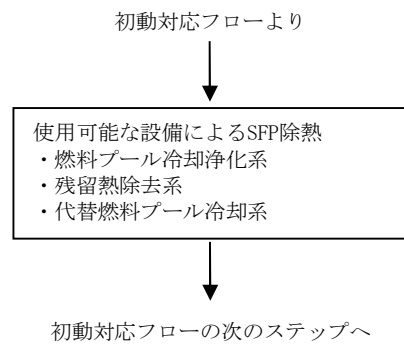 初動対応フローより
使用可能な設備によるSFP除熱
・燃料プール冷却浄化系
・残留熱除去系
・代替燃料プール冷却系
初動対応フローの次のステップへ